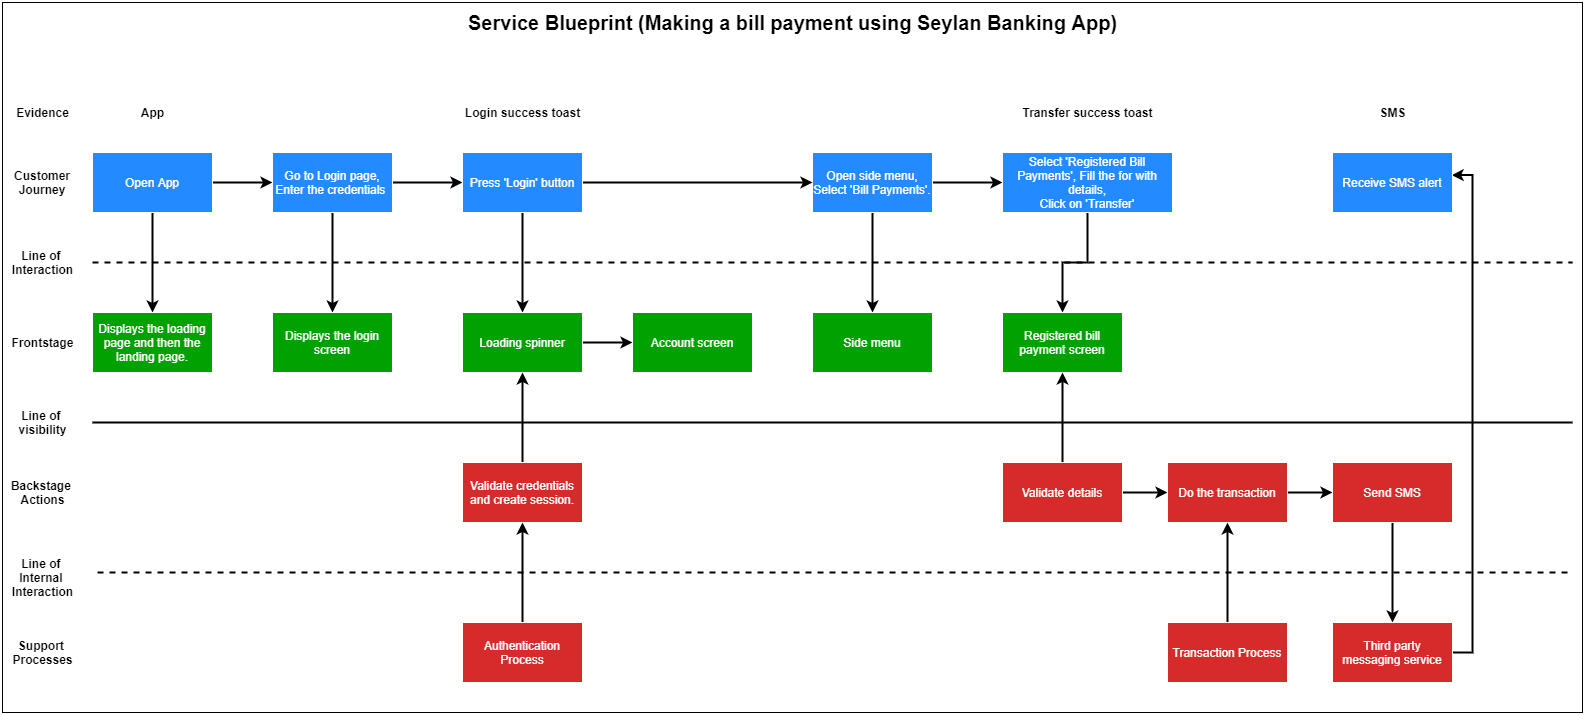 Service Blueprint (Making a bill payment using Seylan Banking App)
Evidence
App
Login success toast
Transfer success toast
SMS
Customer
Journey
Open App
Go to Login page,
Enter the credentials
Press 'Login' button
Open side menu,
Select 'Bill Payments'.
Select 'Registered Bill
Payments', Fill the for with
details,
Click on 'Transfer'
Receive SMS alert
Line of
Interaction
Frontstage
Displays the loading
page and then the
landing page.
Displays the login
screen
Loading spinner
Account screen
Side menu
Registered bill
payment screen
Line of
visibility
Backstage
Actions
Validate credentials
and create session.
Validate details
Do the transaction
Send SMS
Line of
Internal
Interaction
Support
Processes
Authentication
Process
Transaction Process
Third party
messaging service